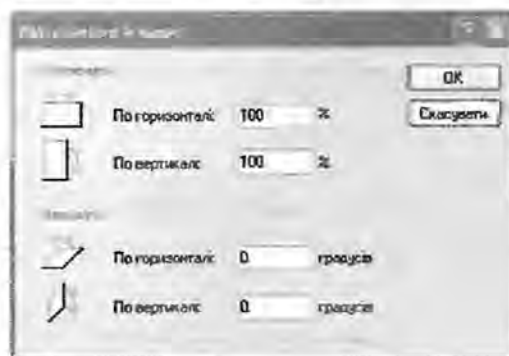 OK
По горизонталі: 100 %
Скасувати
По вертикалі: 100 %
По горизонталі: 0 градусів
По вертикалі: 0 градусів